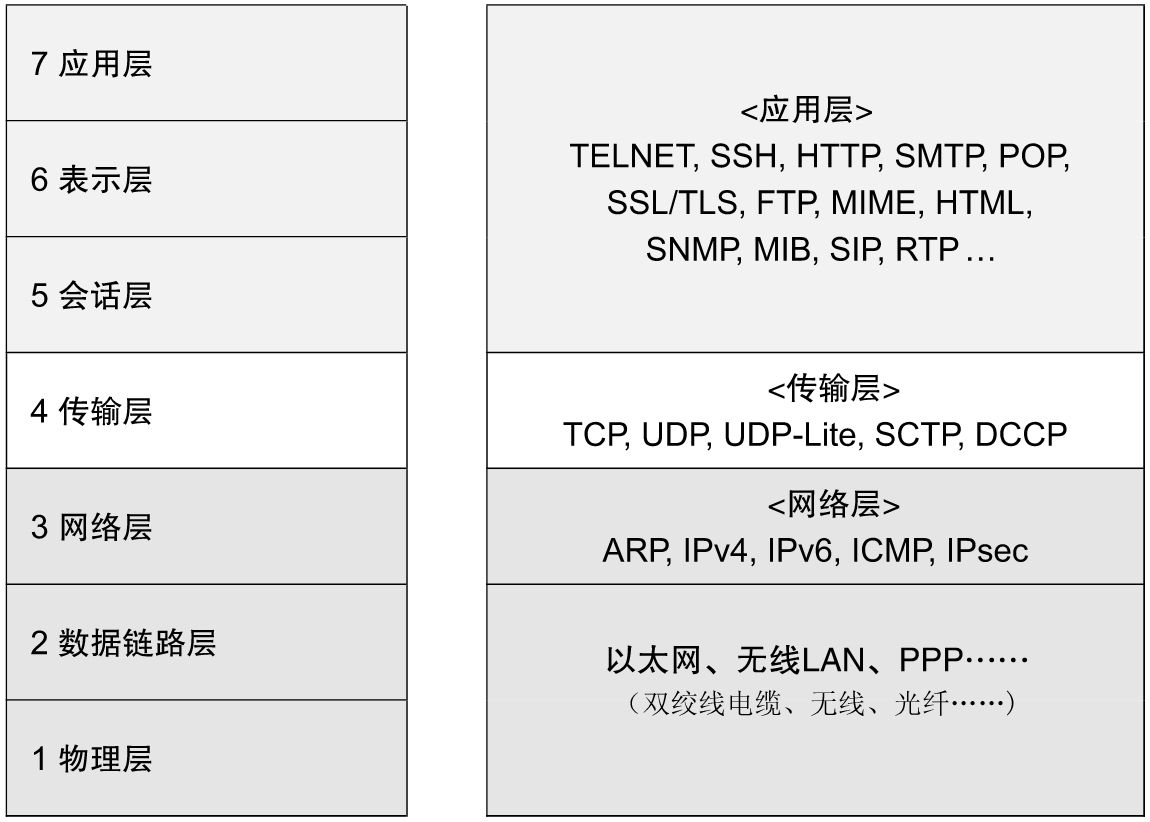 7 应用层
6 表示层
5 会话层
4 传输层
3 网络层
2 数据链路层
1 物理层
<应用层>
TELNET, SSH, HTTP, SMTP, POP,
SSL/TLS, FTP, MIME, HTML,
SNMP, MIB, SIP, RTP …
<传输层>
TCP, UDP, UDP-Lite, SCTP, DCCP
<网络层>
ARP, IPv4, IPv6, ICMP, IPsec
以太网、无线LAN、PPP……
（双绞线电缆、无线、光纤……）